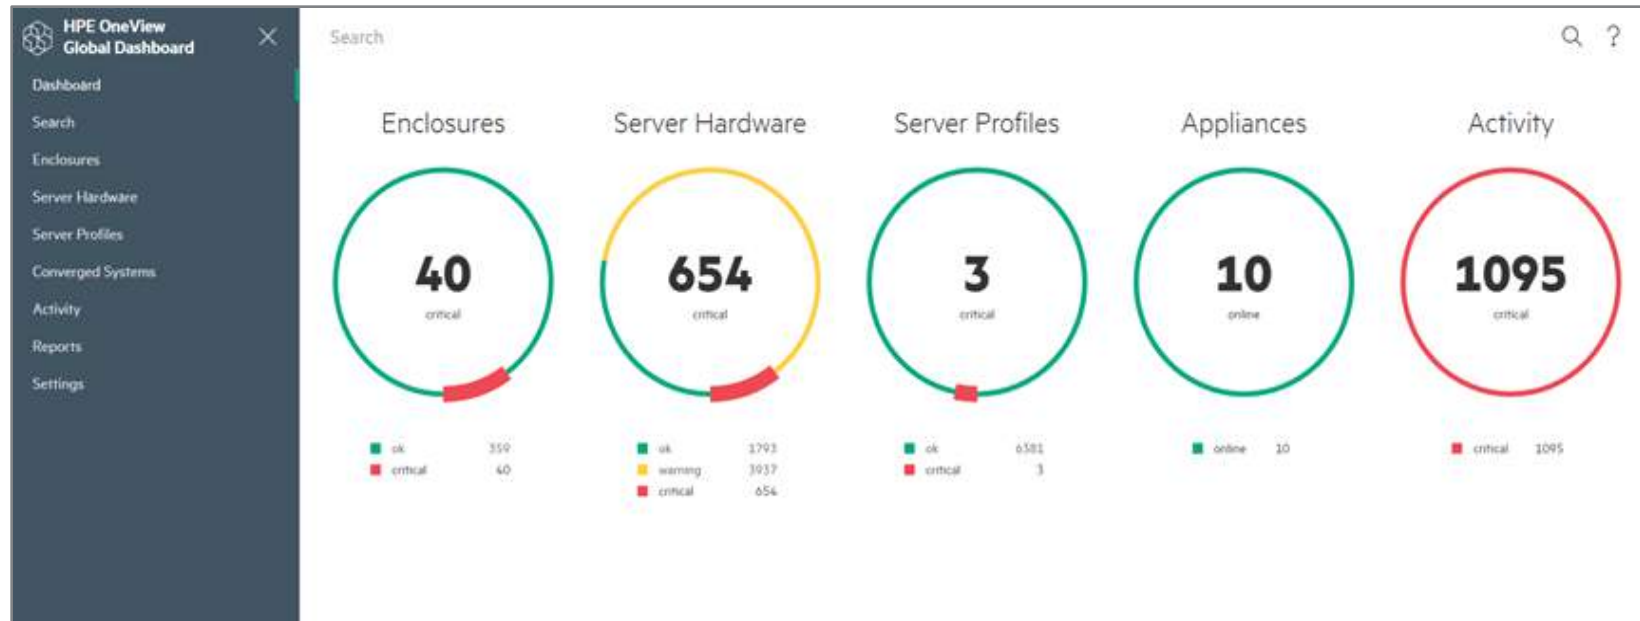 HPE OneView
Global Dashboard
Search
Dashboard
Search
Enclosures
Server Hardware
Server Profiles
Converged Systems
Activity
Reports
Settings
Enclosures
40
critical
ok 359
critical 40
Server Hardware
654
critical
ok 1793
warning 3937
critical 654
Server Profiles
3
critical
ok 6381
critical 3
Appliances
10
online
online 10
Activity
1095
critical
critical 1095